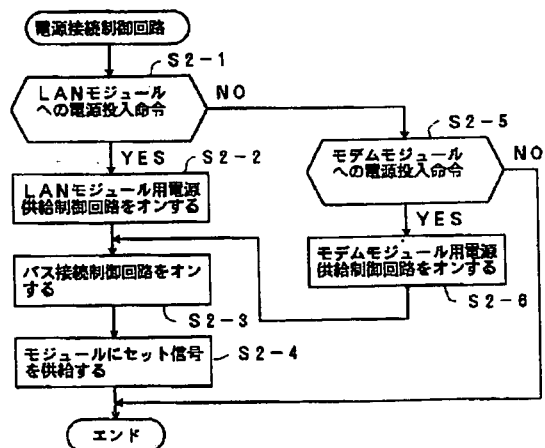 電源接続制御回路
S2-1
LANモジュール
への電源投入命令
NO
YES
S2-2
LANモジュール用電源
供給制御回路をオンする
バス接続制御回路をオン
する
S2-3
モジュールにセット信号
を供給する
S2-4
エンド
S2-5
モデムモジュール
への電源投入命令
NO
YES
モデムモジュール用電源
供給制御回路をオンする
S2-6